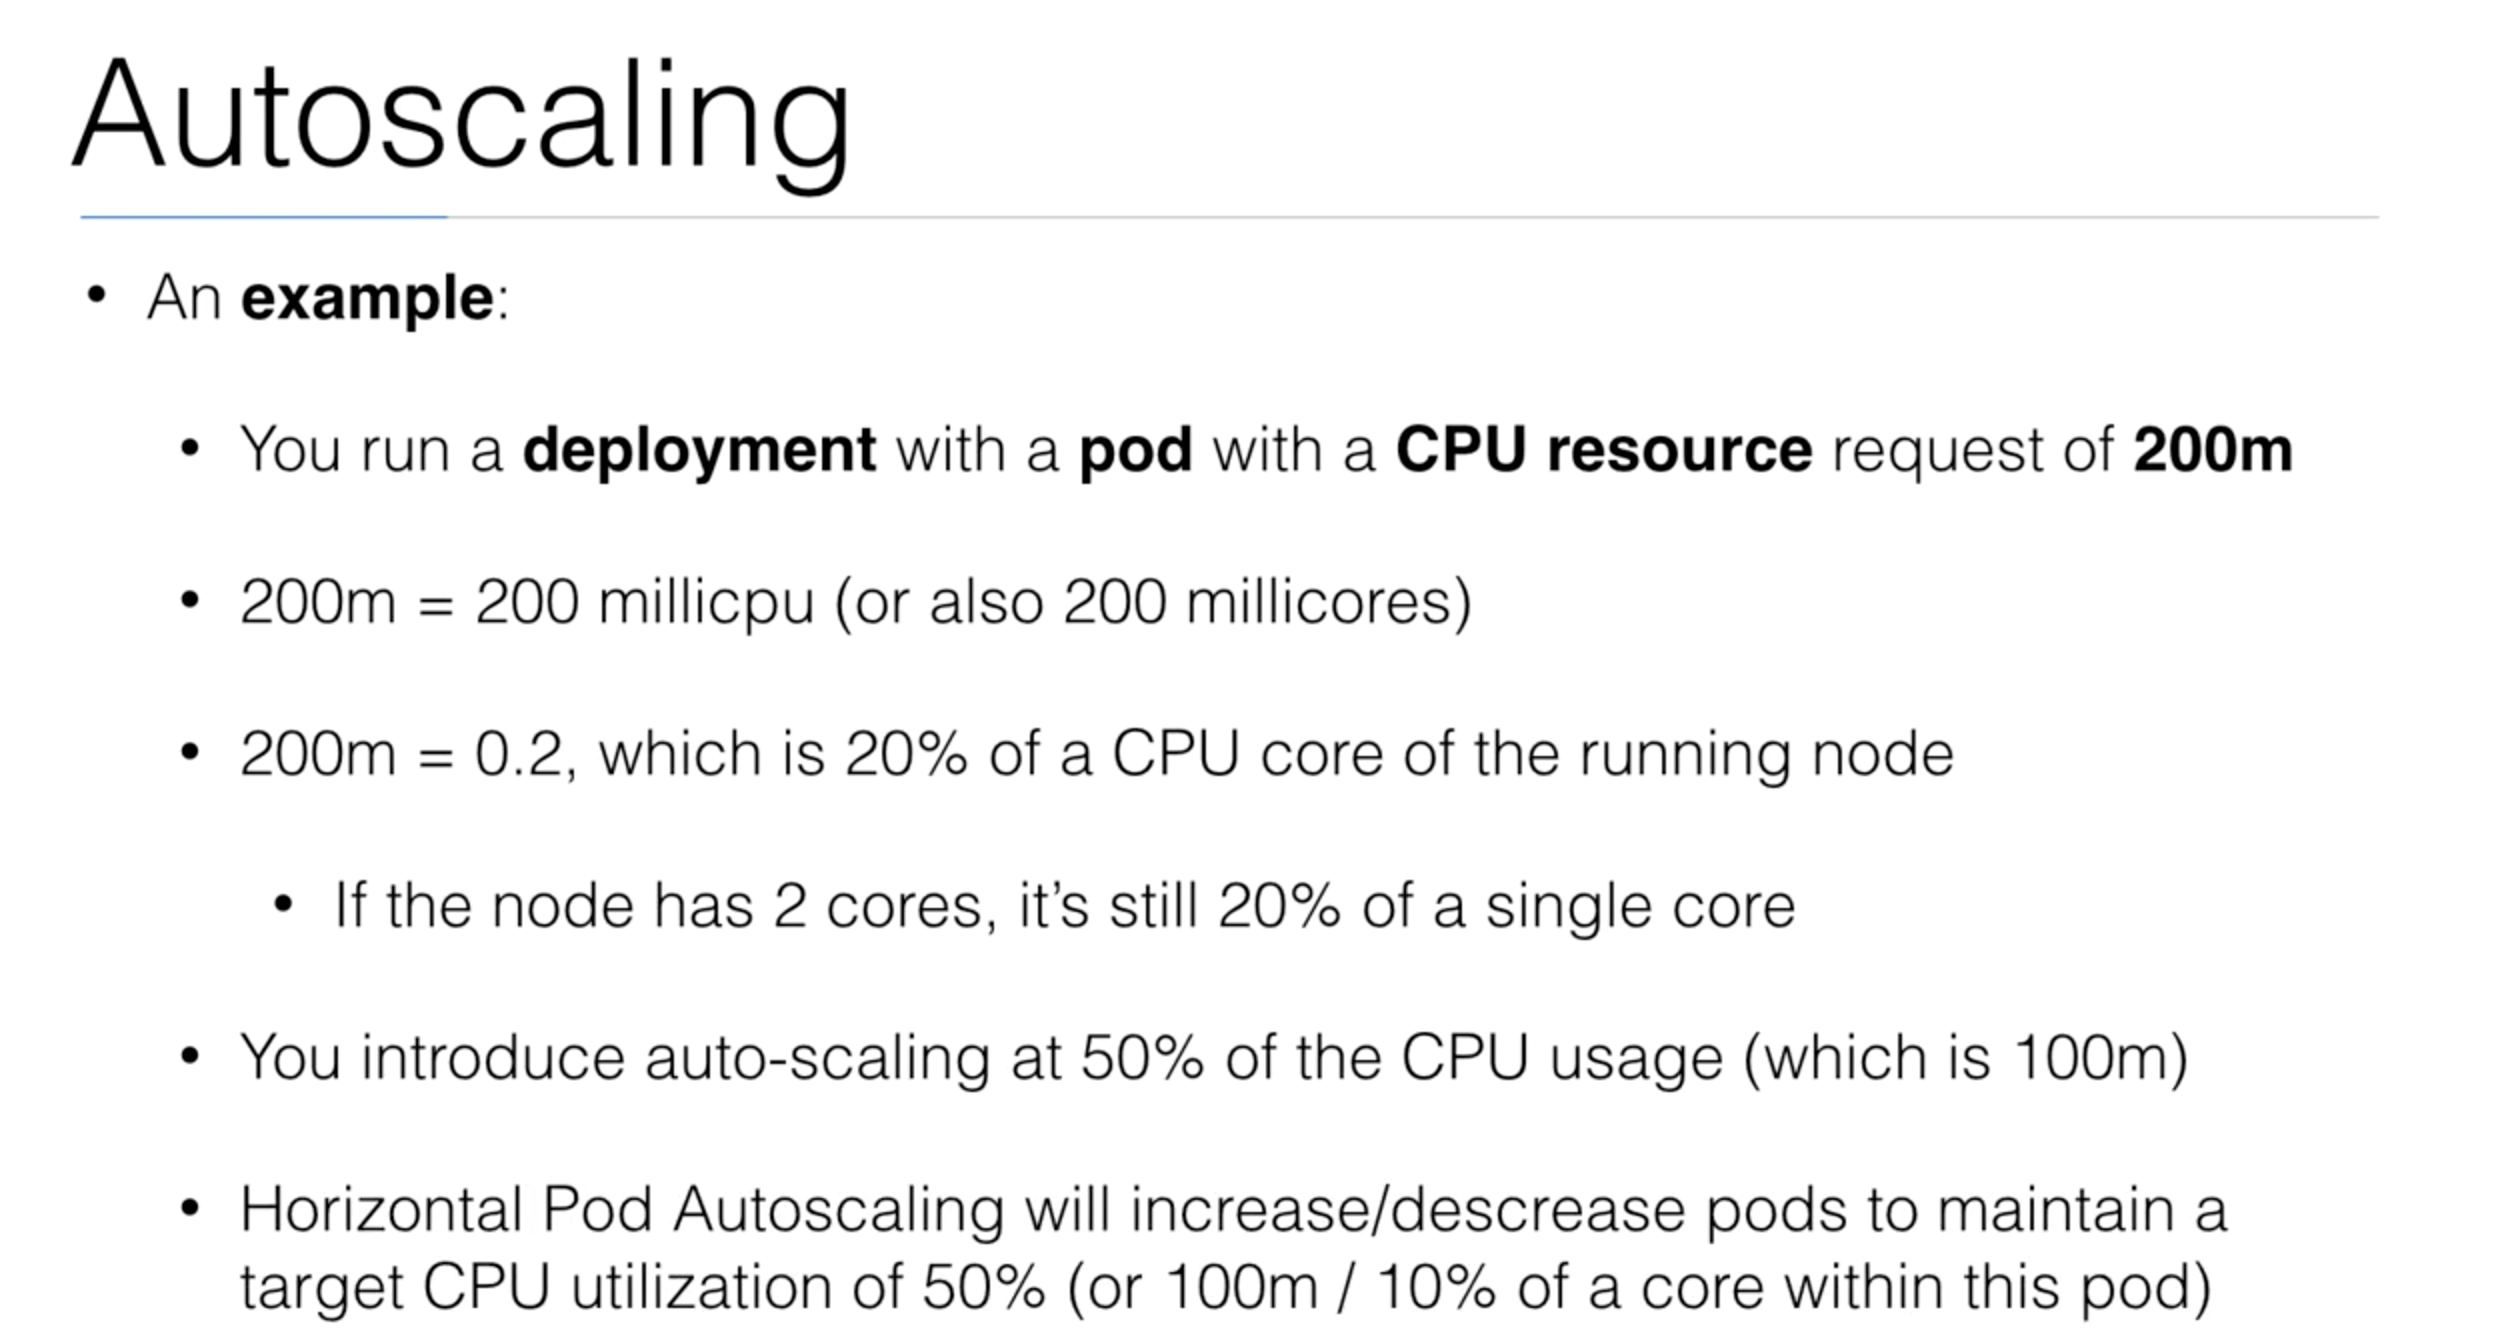 Autoscaling
• An example:
• You run a deployment with a pod with a CPU resource request of 200m
• 200m = 200 millicpu (or also 200 millicores)
• 200m = 0.2, which is 20% of a CPU core of the running node
• If the node has 2 cores, it’s still 20% of a single core
• You introduce auto-scaling at 50% of the CPU usage (which is 100m)
• Horizontal Pod Autoscaling will increase/descrease pods to maintain a
target CPU utilization of 50% (or 100m / 10% of a core within this pod)